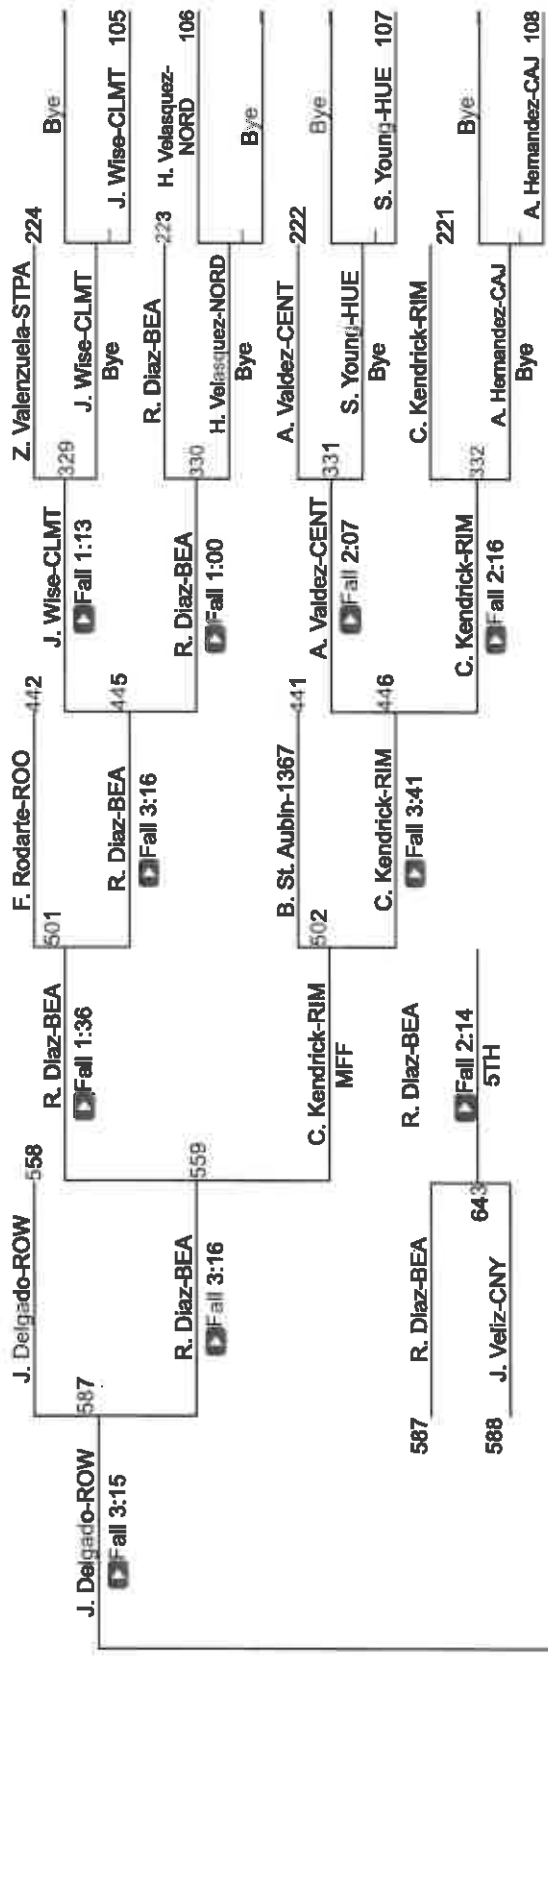 Bye
J. Wise-CLMT 105
H. Velasquez-
NORD
106
Bye
Bye
S. Young-HUE 107
Bye
A. Hernandez-CAJ 108
Z. Valenzuela-STPA 224
J. Wise-CLMT
Bye
R. Diaz-BEA 223
H. Velasquez-NORD
Bye
A. Valdez-CENT 222
S. Young-HUE
Bye
C. Kendrick-RIM 221
A. Hernandez-CAJ
Bye
329
330
331
332
J. Wise-CLMT
Fall 1:13
R. Diaz-BEA
Fall 1:00
A. Valdez-CENT
Fall 2:07
C. Kendrick-RIM
Fall 2:16
F. Rodarte-ROO 442
445
R. Diaz-BEA
Fall 3:16
B. St. Aubin-1367 441
446
C. Kendrick-RIM
Fall 3:41
501
502
R. Diaz-BEA
Fall 1:36
C. Kendrick-RIM
MFF
J. Delgado-ROW 558
559
R. Diaz-BEA
Fall 3:16
587
J. Delgado-ROW
Fall 3:15
587 R. Diaz-BEA
588 J. Veliz-CNY
643
R. Diaz-BEA
Fall 2:14
5TH